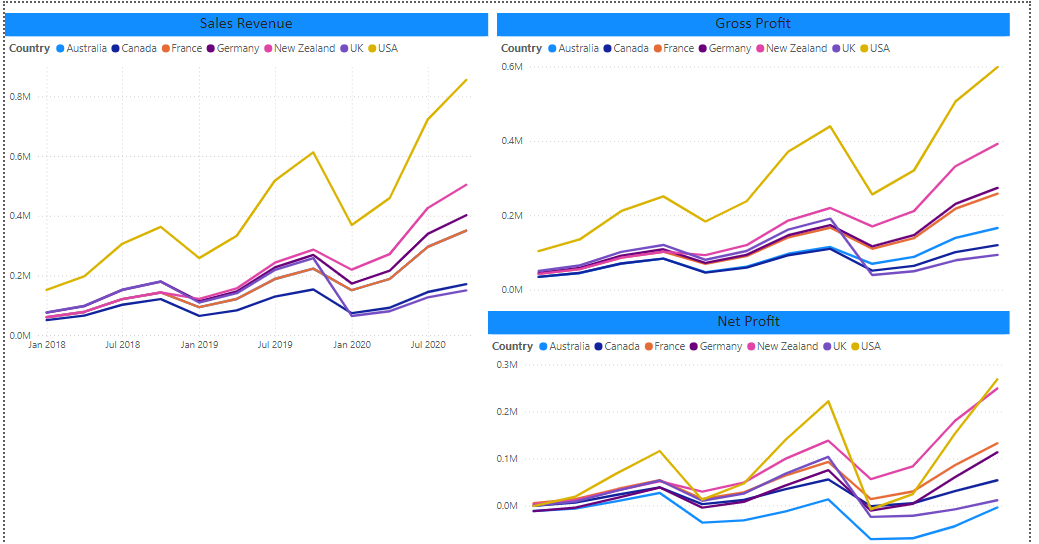 Sales Revenue
Country Australia Canada France Germany New Zealand UK USA
0.8M
0.6M
0.4M
0.2M
0.0M
Jan 2018 Jul 2018 Jan 2019 Jul 2019 Jan 2020 Jul 2020
Gross Profit
Country Australia Canada France Germany New Zealand UK USA
0.6M
0.4M
0.2M
0.0M
Net Profit
Country Australia Canada France Germany New Zealand UK USA
0.3M
0.1M
0.0M